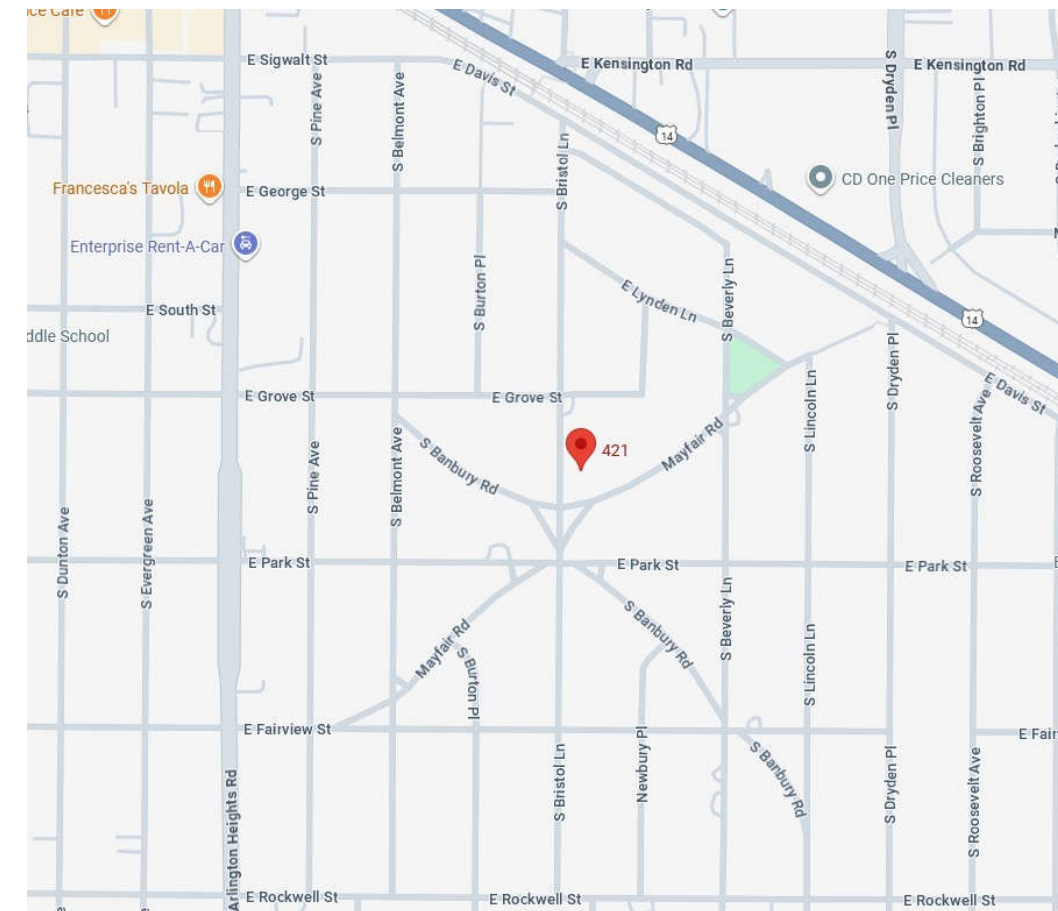 ice Cafe
E Sigwalt St
E Davis St
E Kensington Rd
S Dryden Pl
E Kensington Rd
S Pine Ave
S Belmont Ave
S Brighton Pl
14
S Bristol Ln
Francesca's Tavola
E George St
CD One Price Cleaners
Enterprise Rent-A-Car
S Burton Pl
S Beverly Ln
E Lynden Ln
E South St
14
ddle School
S Dryden Pl
E Davis St
E Grove St
E Grove St
S Lincoln Ln
S Roosevelt Ave
S Banbury Rd
421
Mayfair Rd
S Pine Ave
S Belmont Ave
S Dunton Ave
S Evergreen Ave
E Park St
E Park St
E Park St
S Beverly Ln
S Banbury Rd
Mayfair Rd
S Burton Pl
S Lincoln Ln
E Fairview St
E Fair
S Bristol Ln
Newbury Pl
S Banbury Rd
S Dryden Pl
S Roosevelt Ave
Arlington Heights Rd
E Rockwell St
E Rockwell St
E Rockwell St